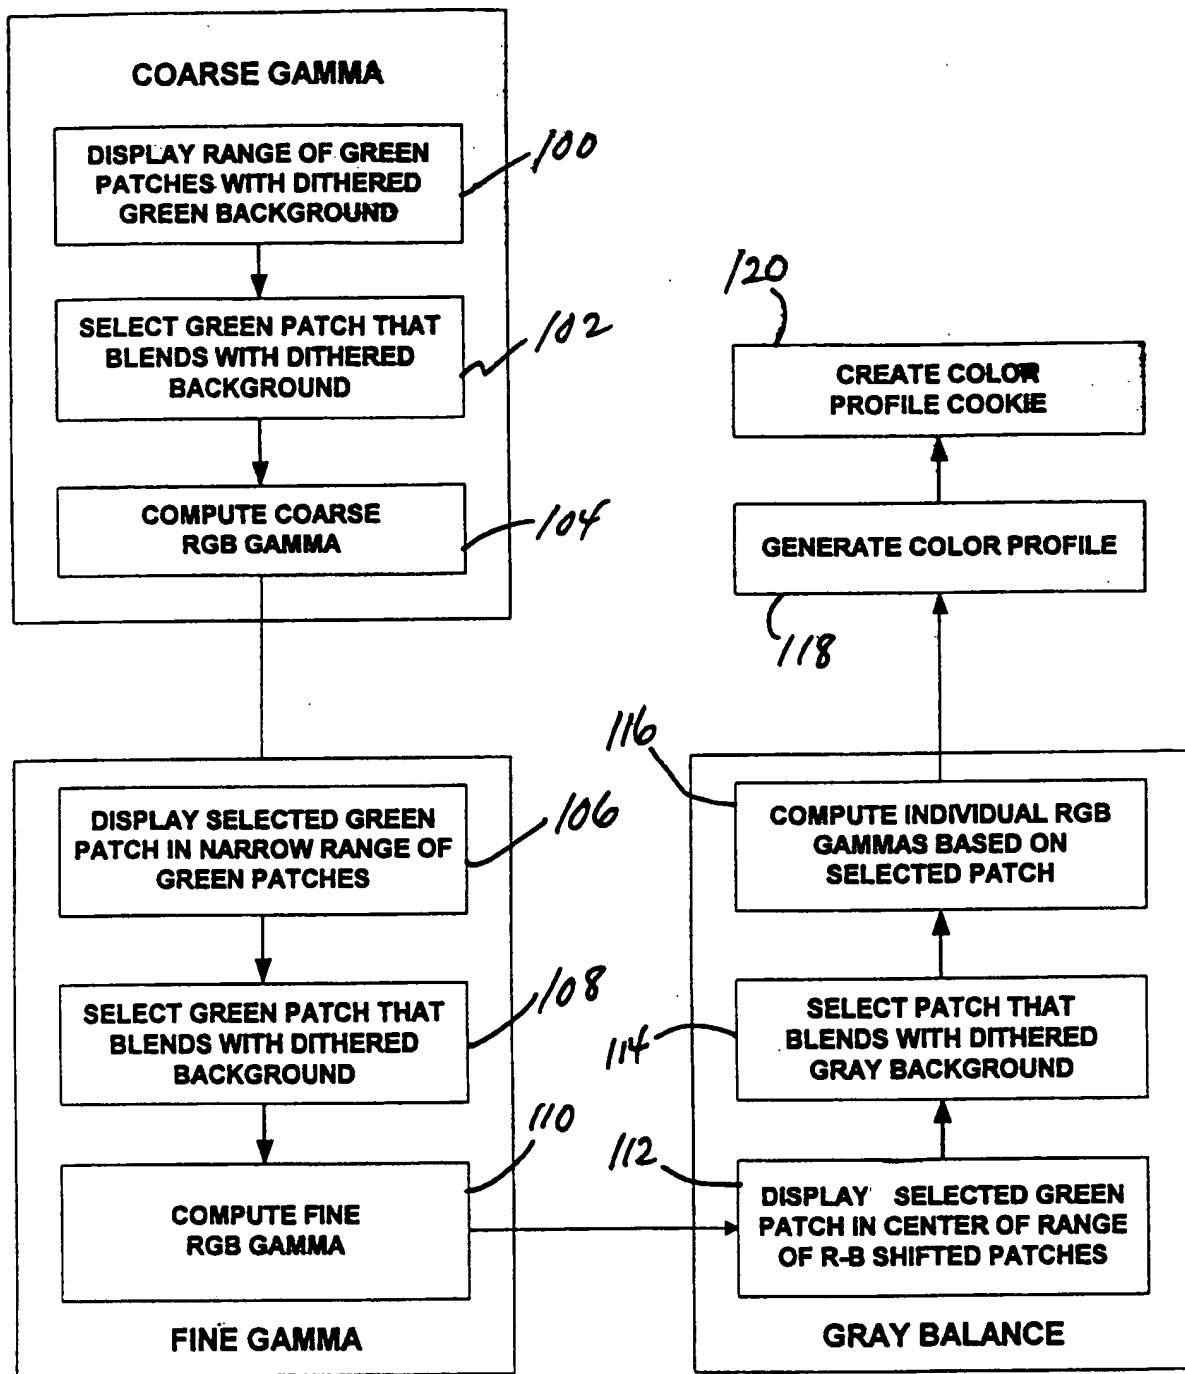 COARSE GAMMA
DISPLAY RANGE OF GREEN
PATCHES WITH DITHERED
GREEN BACKGROUND
100
SELECT GREEN PATCH THAT
BLENDS WITH DITHERED
BACKGROUND
102
COMPUTE COARSE
RGB GAMMA
104
DISPLAY SELECTED GREEN
PATCH IN NARROW RANGE OF
GREEN PATCHES
106
SELECT GREEN PATCH THAT
BLENDS WITH DITHERED
BACKGROUND
108
COMPUTE FINE
RGB GAMMA
110
FINE GAMMA
112
DISPLAY SELECTED GREEN
PATCH IN CENTER OF RANGE
OF R-B SHIFTED PATCHES
114
SELECT PATCH THAT
BLENDS WITH DITHERED
GRAY BACKGROUND
116
COMPUTE INDIVIDUAL RGB
GAMMAS BASED ON
SELECTED PATCH
GRAY BALANCE
GENERATE COLOR PROFILE
118
120
CREATE COLOR
PROFILE COOKIE